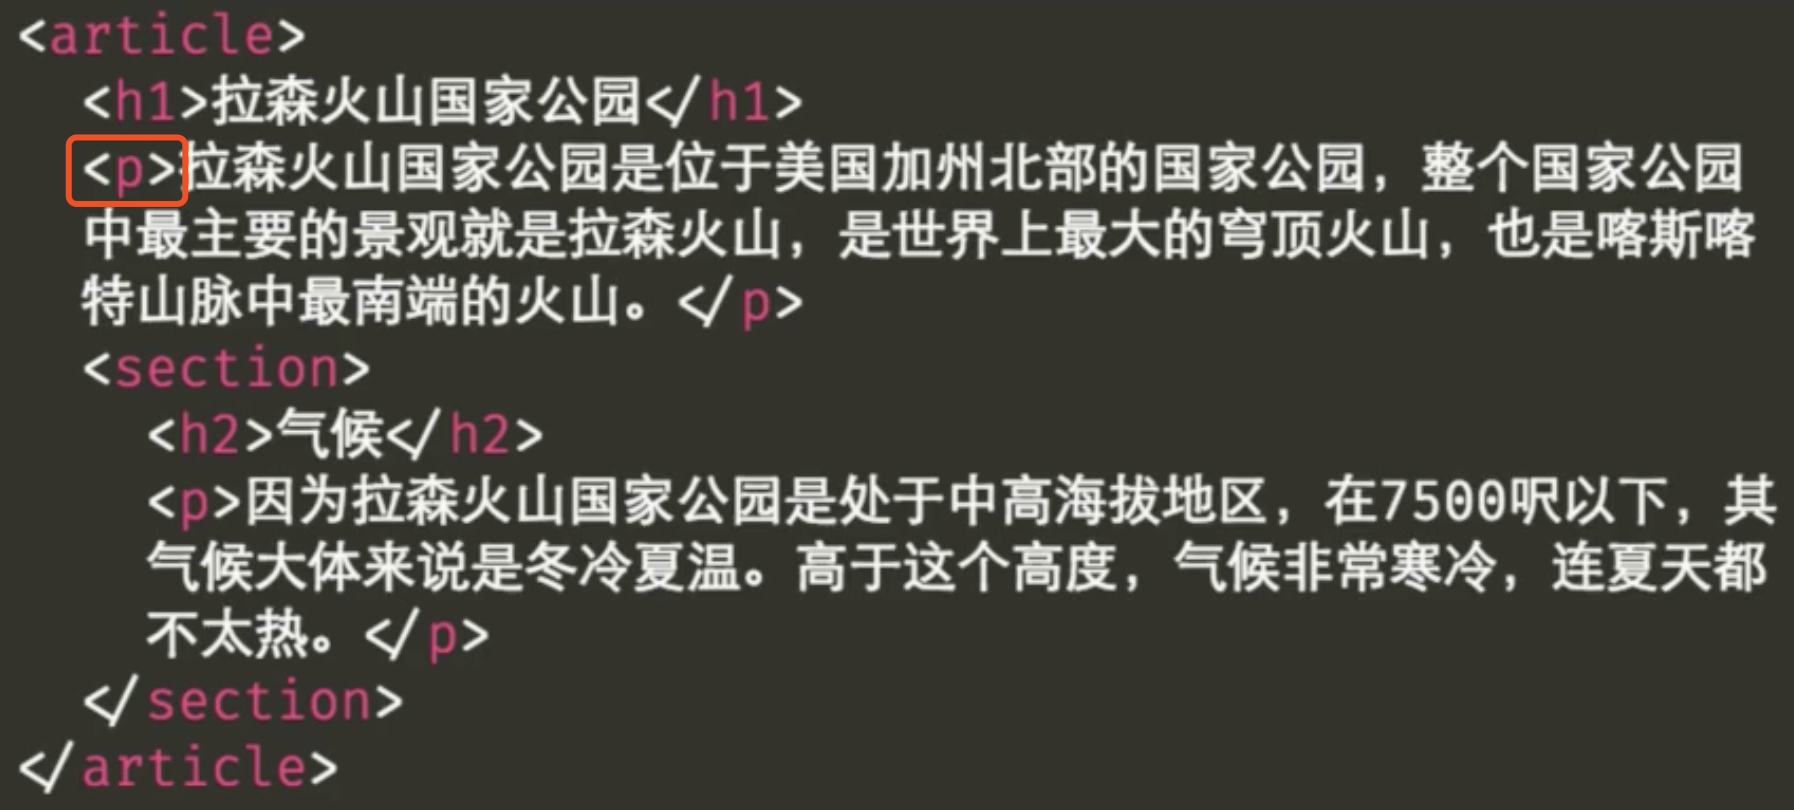 <article>
<h1>拉森火山国家公园</h1>
<p>拉森火山国家公园是位于美国加州北部的国家公园，整个国家公园
中最主要的景观就是拉森火山，是世界上最大的穹顶火山，也是喀斯喀
特山脉中最南端的火山。</p>
<section>
<h2>气候</h2>
<p>因为拉森火山国家公园是处于中高海拔地区，在7500呎以下，其
气候大体来说是冬冷夏温。高于这个高度，气候非常寒冷，连夏天都
不太热。</p>
</section>
</article>